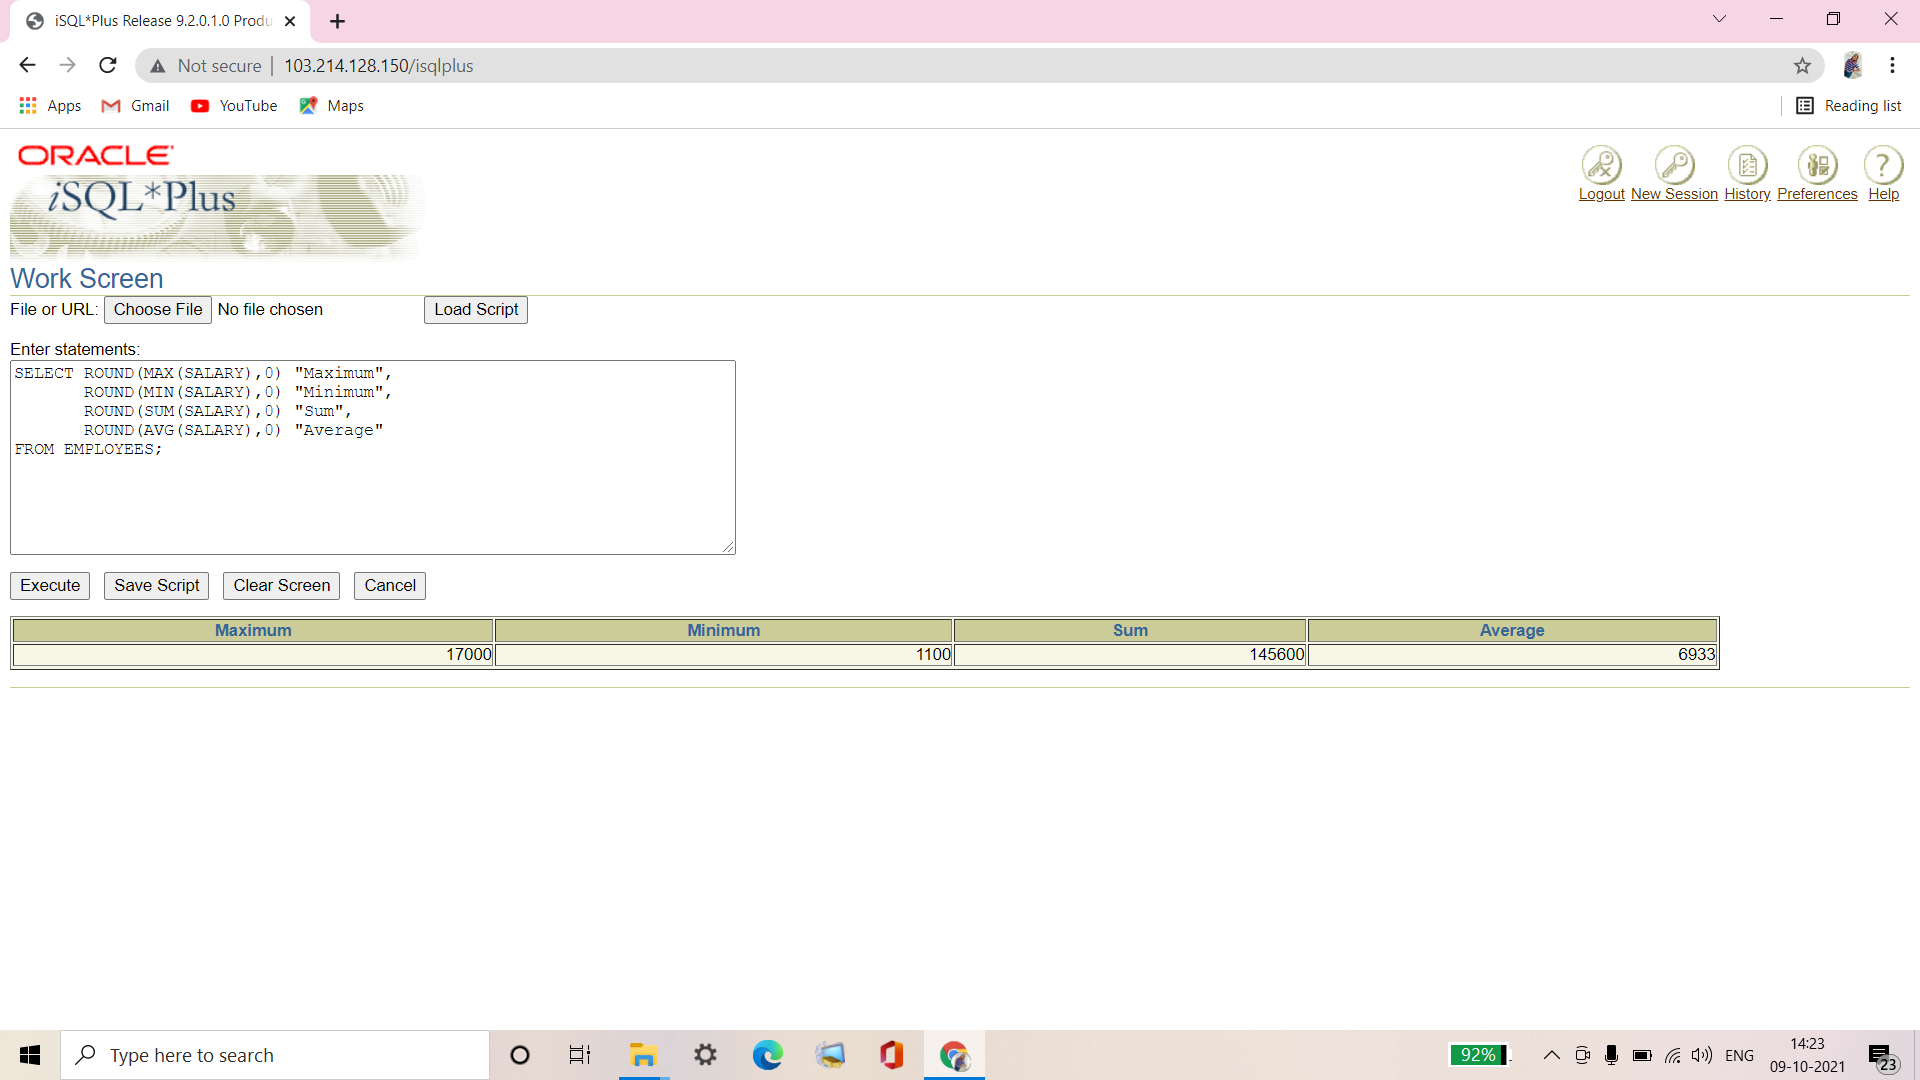 iSQL*Plus Release 9.2.0.1.0 Produ
Not secure | 103.214.128.150/isqlplus
Apps Gmail YouTube Maps Reading list
ORACLE
iSQL*Plus
Logout New Session History Preferences Help
Work Screen
File or URL: Choose File No file chosen Load Script
Enter statements:
SELECT ROUND(MAX(SALARY),0) "Maximum",
ROUND(MIN(SALARY),0) "Minimum",
ROUND(SUM(SALARY),0) "Sum",
ROUND(AVG(SALARY),0) "Average"
FROM EMPLOYEES;
Execute Save Script Clear Screen Cancel
Maximum Minimum Sum Average
17000 1100 145600 6933
Type here to search 92% ENG 14:23
09-10-2021 23